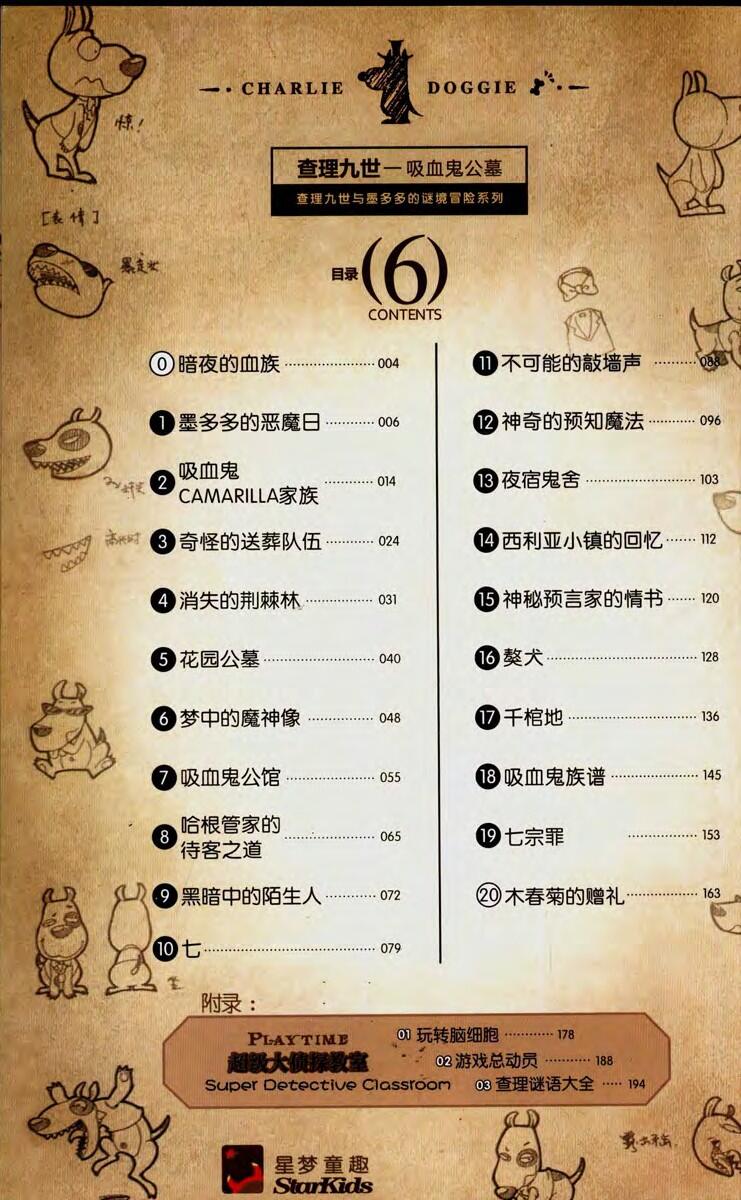 CHARLIE DOGGIE
惊！
查理九世—吸血鬼公墓
查理九世与墨多多的谜境冒险系列
[表情]
目录 (6)
CONTENTS
0 暗夜的血族 004
1 墨多多的恶魔日 006
2 吸血鬼
CAMARILLA家族 014
3 奇怪的送葬队伍 024
4 消失的荆棘林 031
5 花园公墓 040
6 梦中的魔神像 048
7 吸血鬼公馆 055
8 哈根管家的
待客之道 065
9 黑暗中的陌生人 072
10 七 079
11 不可能的敲墙声 088
12 神奇的预知魔法 096
13 夜宿鬼舍 103
14 西利亚小镇的回忆 112
15 神秘预言家的情书 120
16 獒犬 128
17 千棺地 136
18 吸血鬼族谱 145
19 七宗罪 153
20 木春菊的赠礼 163
附录：
PLAYTIME
超级大侦探教室
Super Detective Classroom
01 玩转脑细胞 178
02 游戏总动员 188
03 查理谜语大全 194
星梦童趣
StarKids